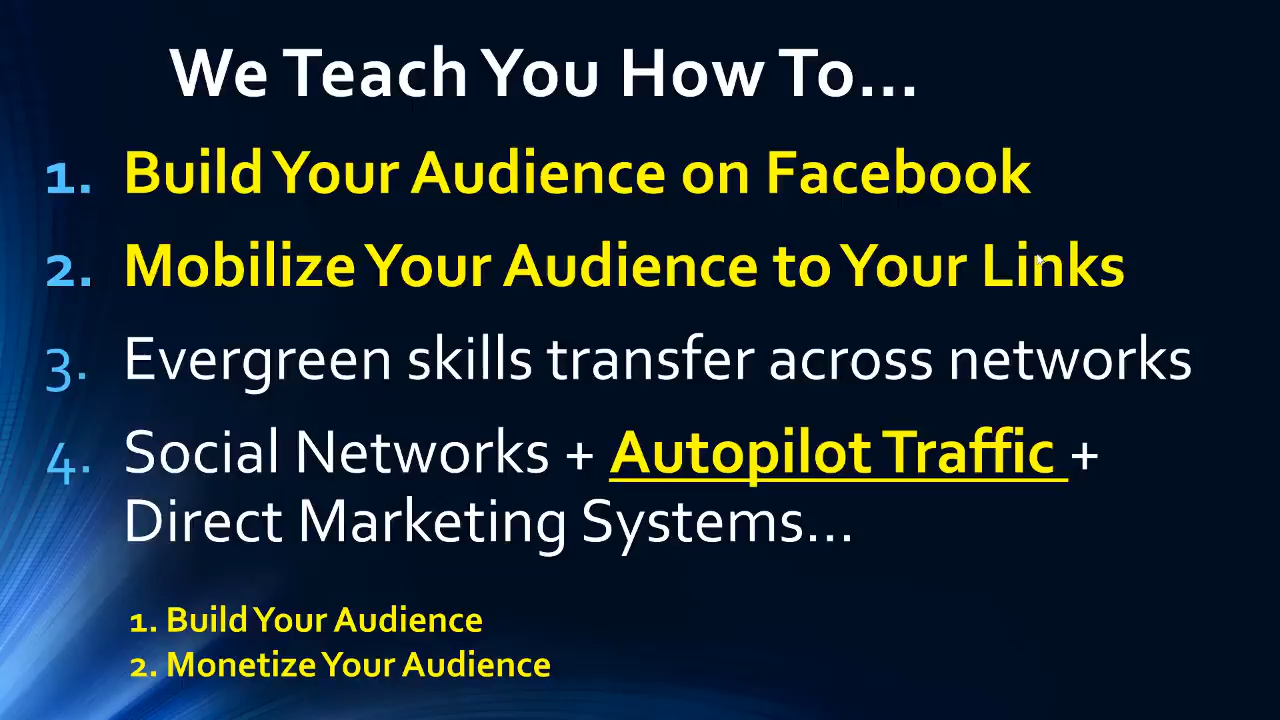 We Teach You How To...
1. Build Your Audience on Facebook
2. Mobilize Your Audience to Your Links
3. Evergreen skills transfer across networks
4. Social Networks + Autopilot Traffic +
Direct Marketing Systems...
1. Build Your Audience
2. Monetize Your Audience